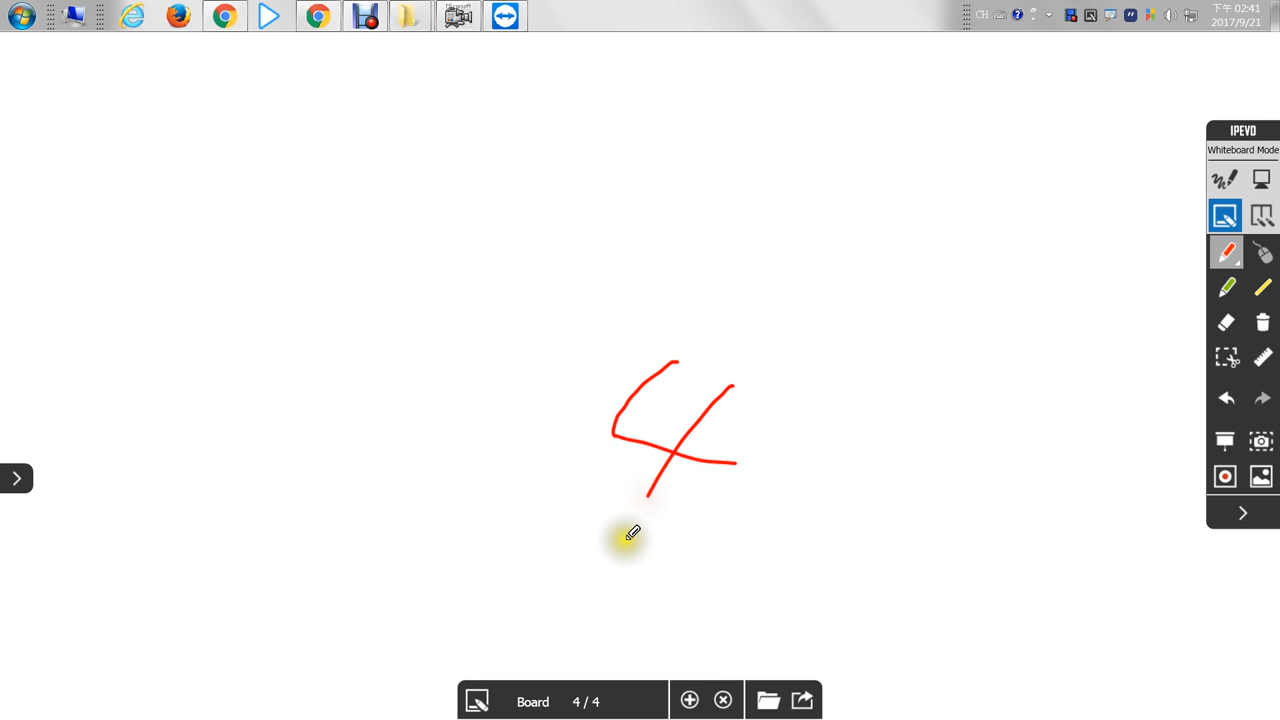 CH
下午 02:41
2017/9/21
IPEVO
Whiteboard Mode
4
Board 4 / 4